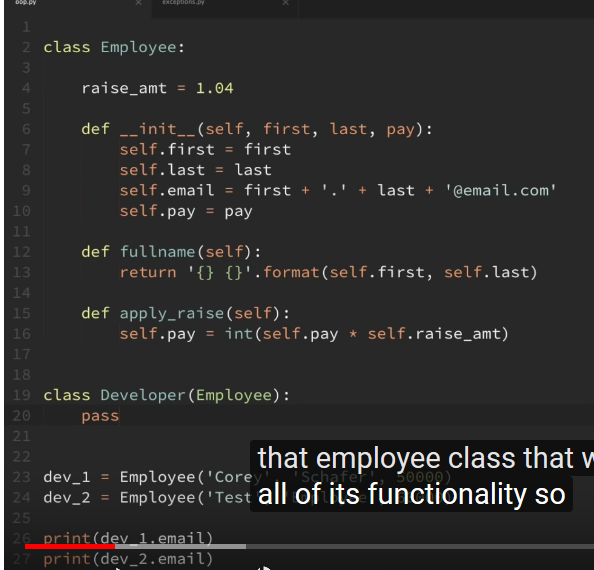 oop.py exceptions.py
1
2 class Employee:
3
4 raise_amt = 1.04
5
6 def __init__(self, first, last, pay):
7 self.first = first
8 self.last = last
9 self.email = first + '.' + last + '@email.com'
10 self.pay = pay
11
12 def fullname(self):
13 return '{} {}'.format(self.first, self.last)
14
15 def apply_raise(self):
16 self.pay = int(self.pay * self.raise_amt)
17
18
19 class Developer(Employee):
20 pass
21
22
23 dev_1 = Employee('Corey', 'Schafer', 50000)
24 dev_2 = Employee('Test
that employee class that w
all of its functionality so
25
26 print(dev_1.email)
27 print(dev_2.email)